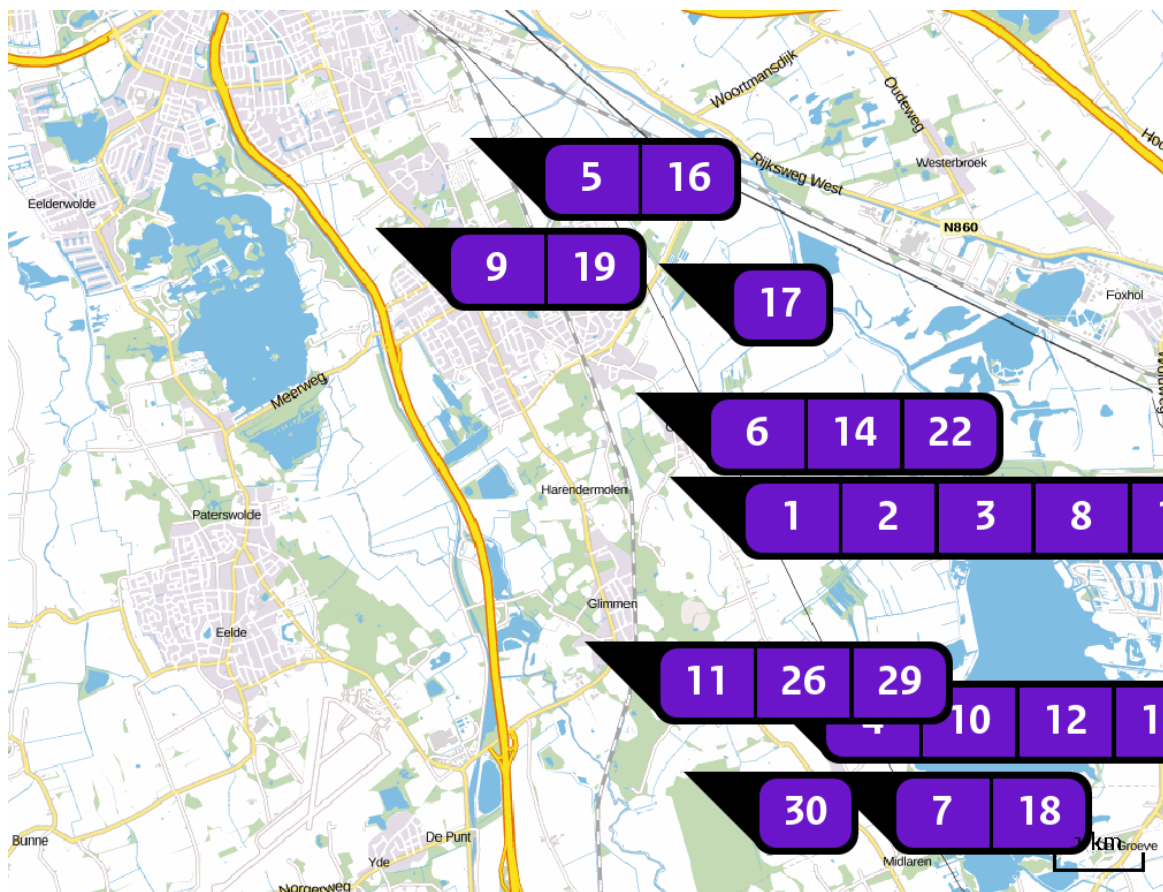 Woortmansdijk
Oudeweg
Rijksweg West
Westerbroek
5 16
Eelderwolde
N860
9 19
17
Foxhol
Meerweg
6 14 22
Harendermolen
1 2 3 8
Paterswolde
Glimmen
Eelde
11 26 29
10 12
30 7 18
De Punt
Bunne
km
Groeve
Yde
Midlaren
Norgerweg